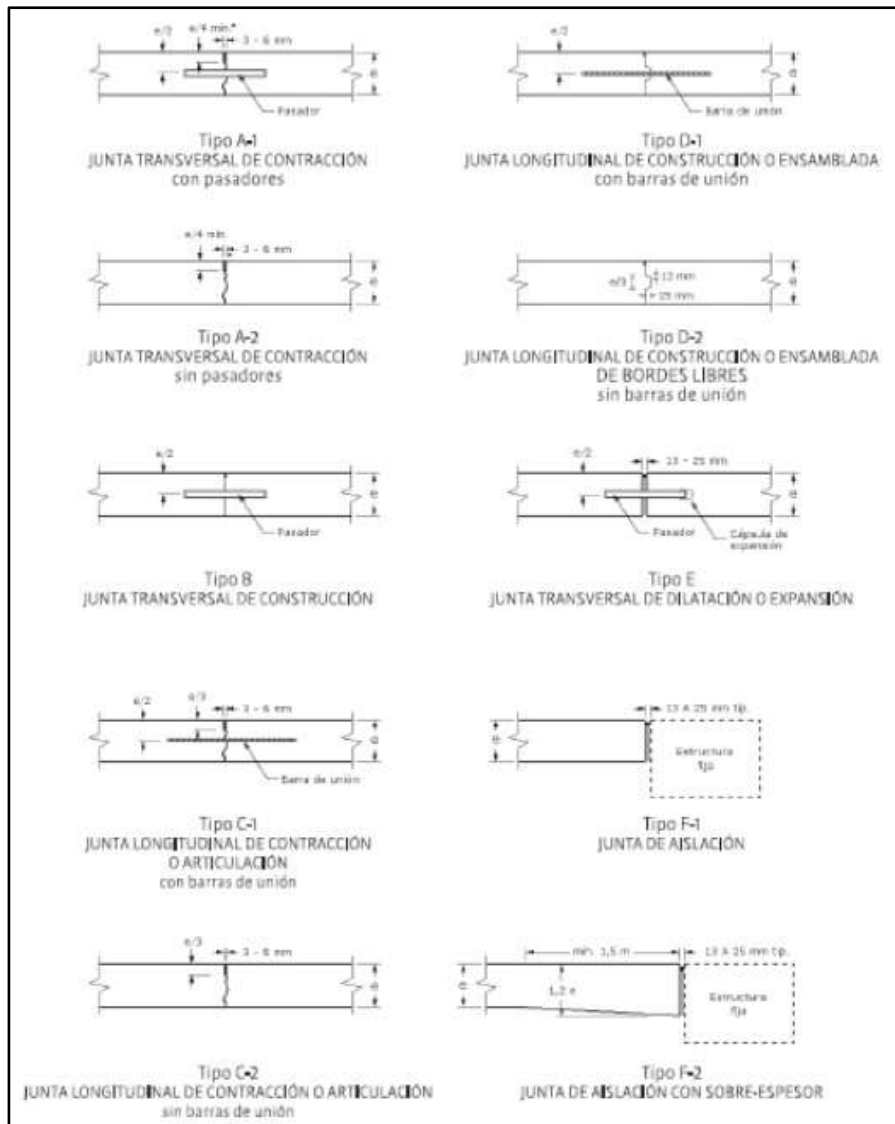 e/2
e/4 min.*
3 - 6 mm
e
Pasador
Tipo A-1
JUNTA TRANSVERSAL DE CONTRACCIÓN
con pasadores
e/2
e
Barra de unión
Tipo D-1
JUNTA LONGITUDINAL DE CONSTRUCCIÓN O ENSAMBLADA
con barras de unión
e/4 min.
3 - 6 mm
e
Tipo A-2
JUNTA TRANSVERSAL DE CONTRACCIÓN
sin pasadores
e/3
13 mm
25 mm
e
Tipo D-2
JUNTA LONGITUDINAL DE CONSTRUCCIÓN O ENSAMBLADA
DE BORDES LIBRES
sin barras de unión
e/2
e
Pasador
Tipo B
JUNTA TRANSVERSAL DE CONSTRUCCIÓN
e/2
13 - 25 mm
e
Pasador
Cápsula de
expansión
Tipo E
JUNTA TRANSVERSAL DE DILATACIÓN O EXPANSIÓN
e/2
e/3
3 - 6 mm
e
Barra de unión
Tipo C-1
JUNTA LONGITUDINAL DE CONTRACCIÓN
O ARTICULACIÓN
con barras de unión
13 A 25 mm tip.
e
Estructura
fija
Tipo F-1
JUNTA DE AISLACIÓN
e/3
3 - 6 mm
e
Tipo C-2
JUNTA LONGITUDINAL DE CONTRACCIÓN O ARTICULACIÓN
sin barras de unión
min. 1,5 m
13 A 25 mm tip.
e
1,2 e
Estructura
fija
Tipo F-2
JUNTA DE AISLACIÓN CON SOBRE-ESPESOR